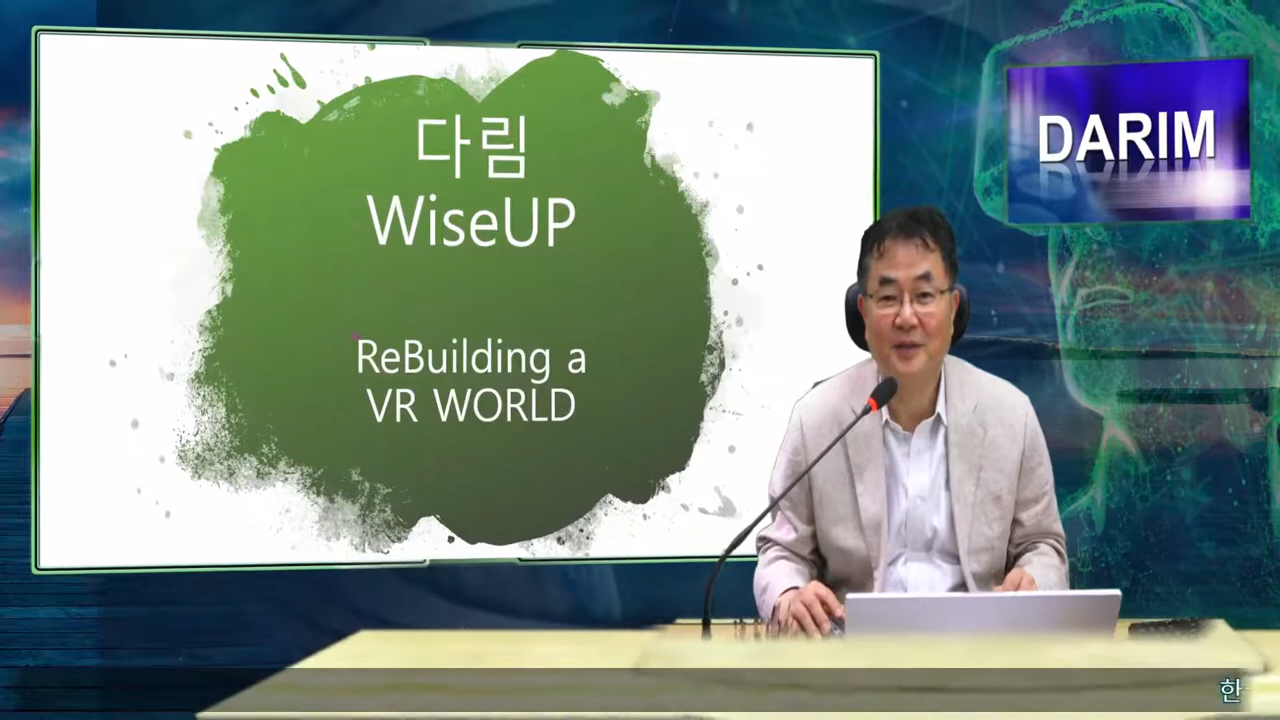 다림
WiseUP
ReBuilding a
VR WORLD
DARIM
한